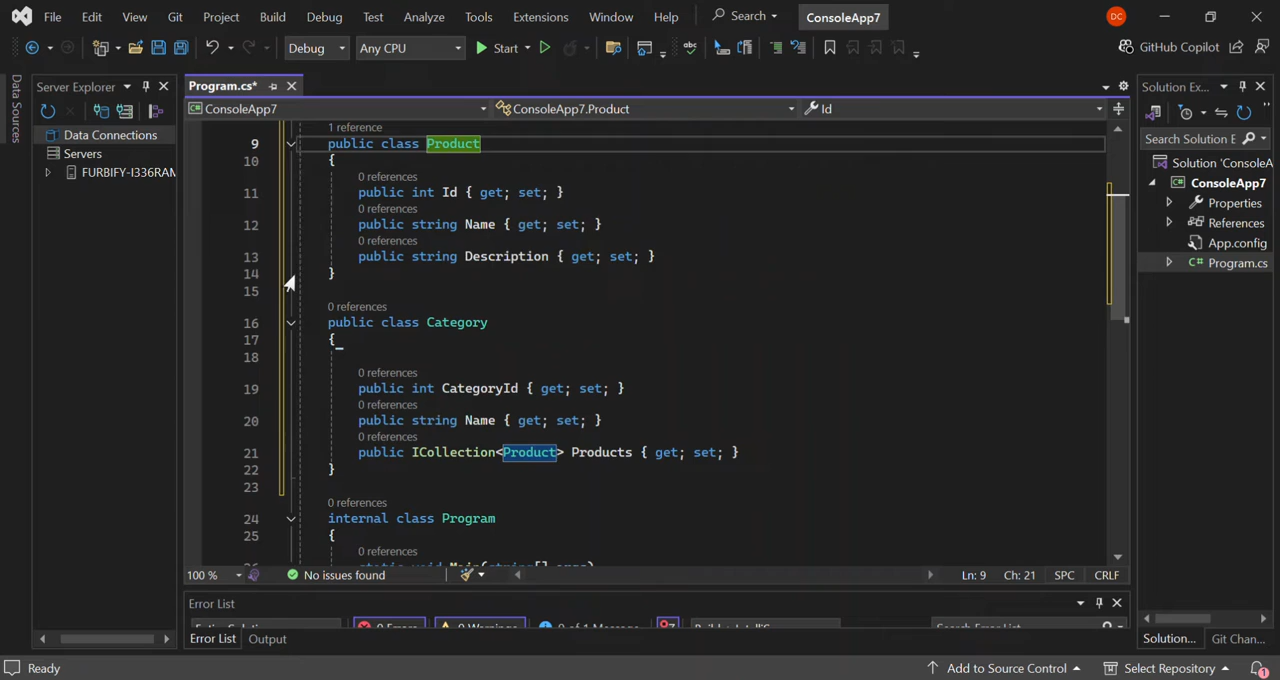 File Edit View Git Project Build Debug Test Analyze Tools Extensions Window Help Search ConsoleApp7 DC
Debug Any CPU Start GitHub Copilot
Data Sources
Server Explorer
Data Connections
Servers
FURBIFY-I336RAM
Program.cs*
ConsoleApp7 ConsoleApp7.Product Id
1 reference
9 public class Product
10 {
0 references
11 public int Id { get; set; }
0 references
12 public string Name { get; set; }
0 references
13 public string Description { get; set; }
14 }
15
0 references
16 public class Category
17 {
18
0 references
19 public int CategoryId { get; set; }
0 references
20 public string Name { get; set; }
0 references
21 public ICollection<Product> Products { get; set; }
22 }
23
0 references
24 internal class Program
25 {
0 references
100 % No issues found Ln: 9 Ch: 21 SPC CRLF
Error List
Error List Output
Solution Ex...
Search Solution E
Solution 'ConsoleA
ConsoleApp7
Properties
References
App.config
Program.cs
Solution... Git Chan...
Ready Add to Source Control Select Repository 1